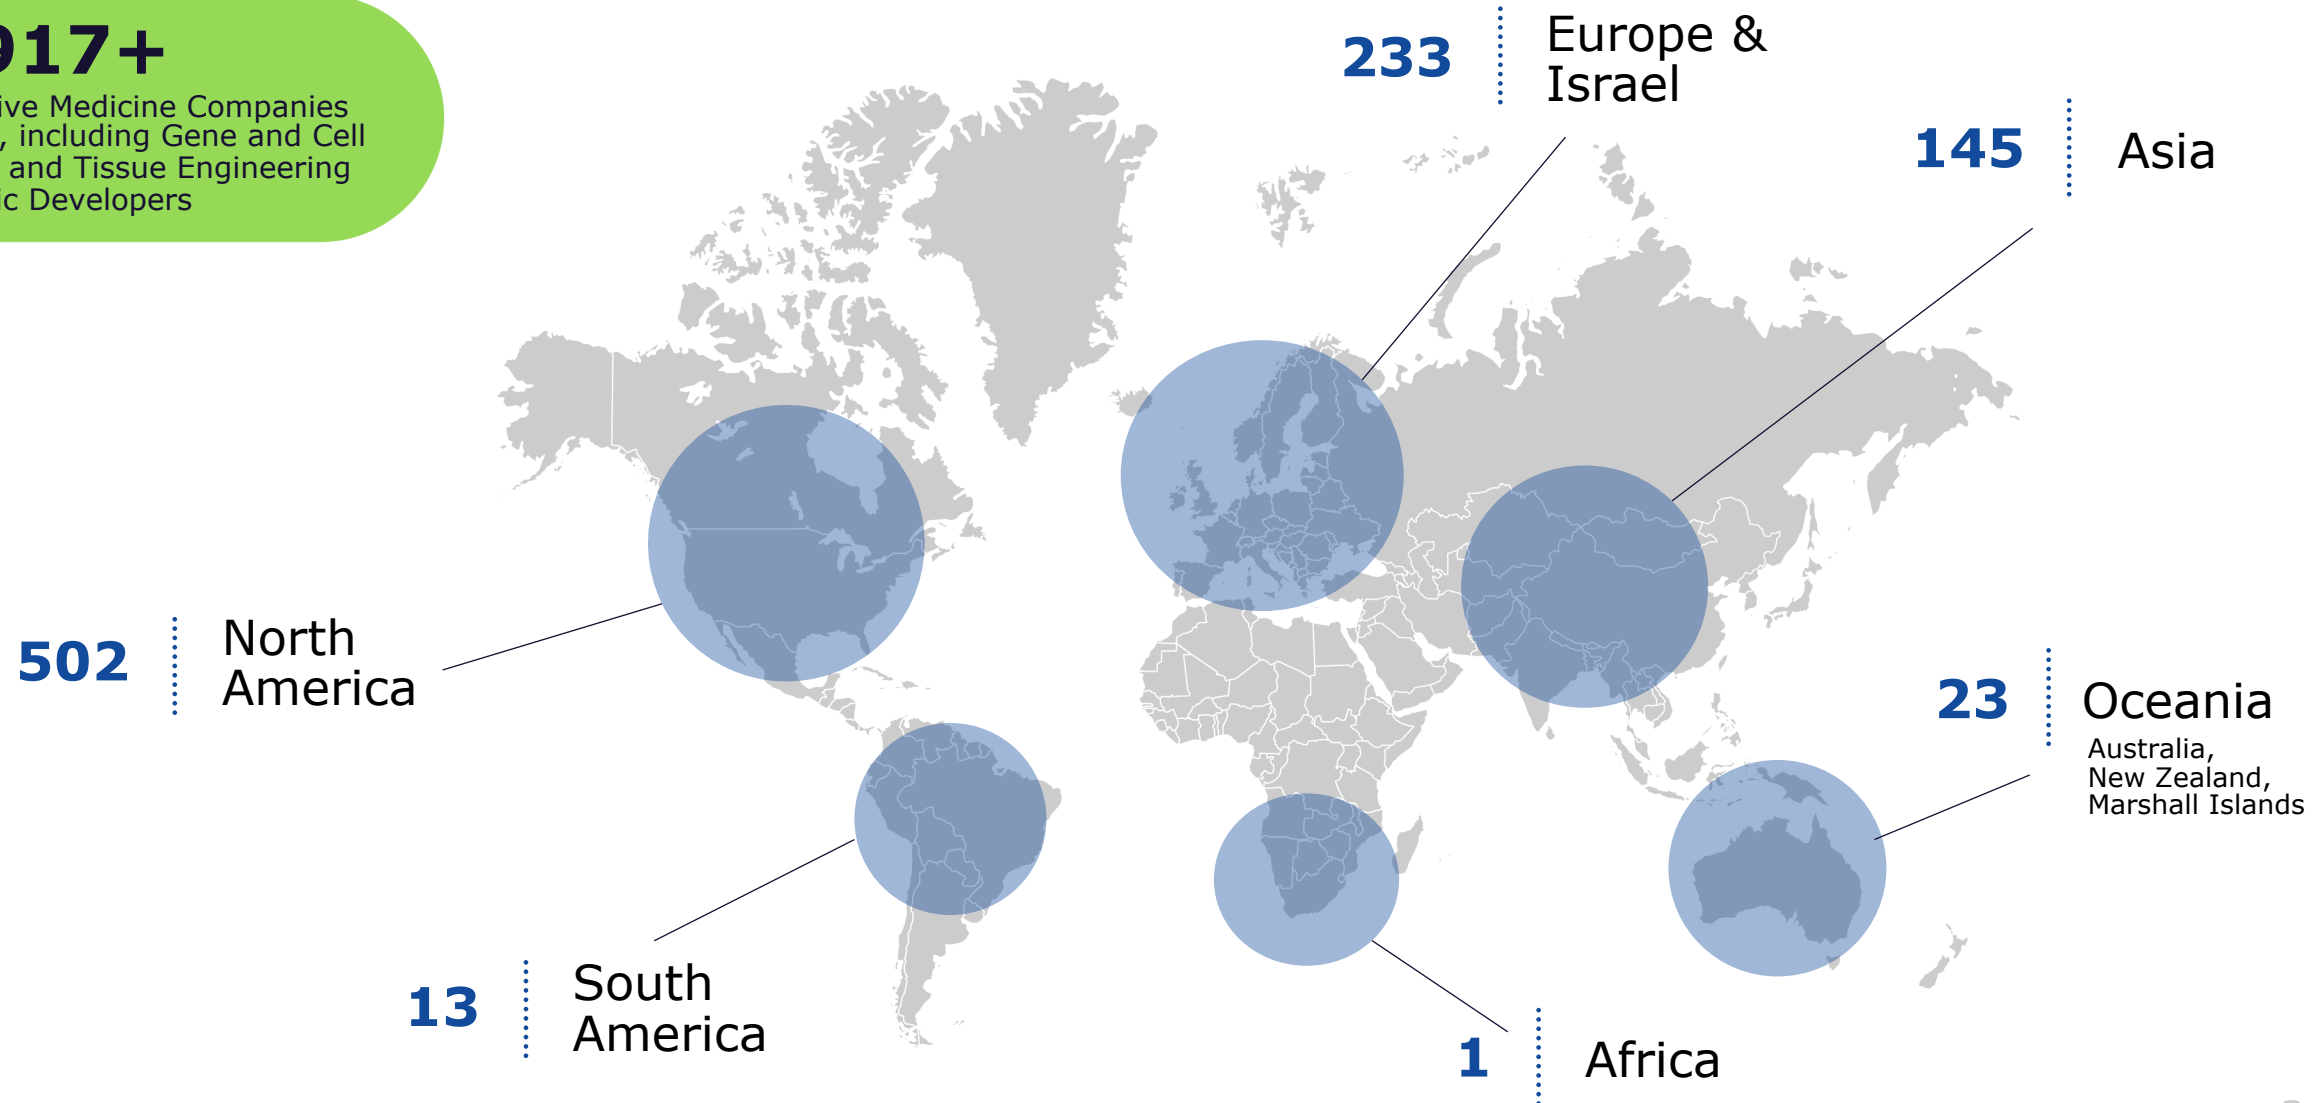 917+
ive Medicine Companies
, including Gene and Cell
and Tissue Engineering
ic Developers
233
Europe &
Israel
145
Asia
502
North
America
23
Oceania
Australia,
New Zealand,
Marshall Islands
13
South
America
1
Africa